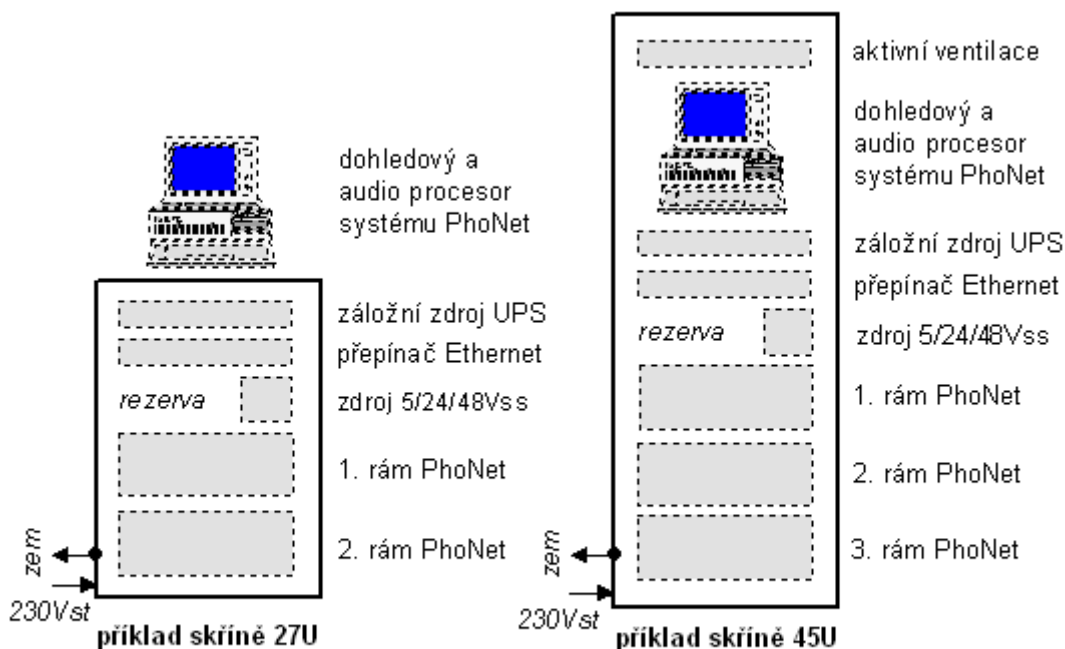 dohledový a
audio procesor
systému PhoNet
záložní zdroj UPS
přepínač Ethernet
rezerva
zdroj 5/24/48Vss
1. rám PhoNet
2. rám PhoNet
zem
230Vst
příklad skříně 27U
aktivní ventilace
dohledový a
audio procesor
systému PhoNet
záložní zdroj UPS
přepínač Ethernet
rezerva
zdroj 5/24/48Vss
1. rám PhoNet
2. rám PhoNet
3. rám PhoNet
zem
230Vst
příklad skříně 45U